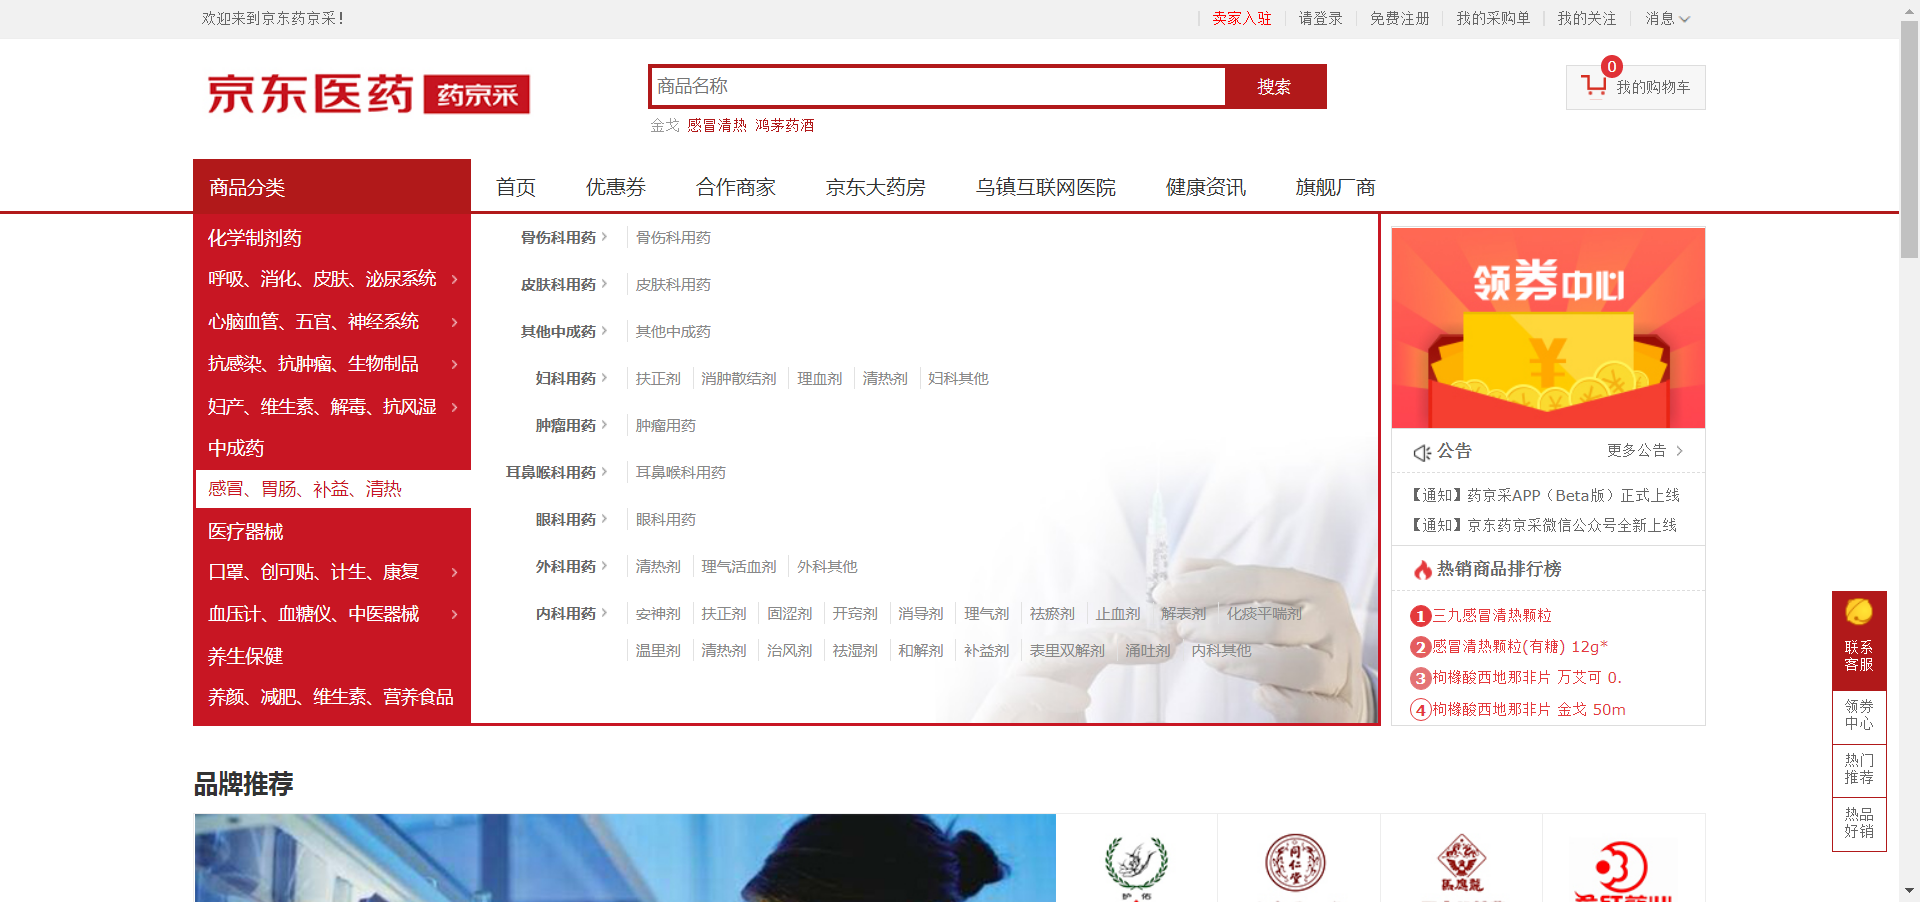 欢迎来到京东药京采！
卖家入驻
请登录
免费注册
我的采购单
我的关注
消息
京东医药 药京采
商品名称
搜索
0
我的购物车
金戈 感冒清热 鸿茅药酒
商品分类
首页
优惠券
合作商家
京东大药房
乌镇互联网医院
健康资讯
旗舰厂商
化学制剂药
呼吸、消化、皮肤、泌尿系统
心脑血管、五官、神经系统
抗感染、抗肿瘤、生物制品
妇产、维生素、解毒、抗风湿
中成药
感冒、胃肠、补益、清热
医疗器械
口罩、创可贴、计生、康复
血压计、血糖仪、中医器械
养生保健
养颜、减肥、维生素、营养食品
骨伤科用药 骨伤科用药
皮肤科用药 皮肤科用药
其他中成药 其他中成药
妇科用药 扶正剂 消肿散结剂 理血剂 清热剂 妇科其他
肿瘤用药 肿瘤用药
耳鼻喉科用药 耳鼻喉科用药
眼科用药 眼科用药
外科用药 清热剂 理气活血剂 外科其他
内科用药 安神剂 扶正剂 固涩剂 开窍剂 消导剂 理气剂 祛瘀剂 止血剂 解表剂 化痰平喘剂
温里剂 清热剂 治风剂 祛湿剂 和解剂 补益剂 表里双解剂 涌吐剂 内科其他
领券中心
¥
公告
更多公告
【通知】药京采APP（Beta版）正式上线
【通知】京东药京采微信公众号全新上线
热销商品排行榜
1 三九感冒清热颗粒
2 感冒清热颗粒(有糖) 12g*
3 枸橼酸西地那非片 万艾可 0.
4 枸橼酸西地那非片 金戈 50m
联系
客服
领券
中心
热门
推荐
热品
好销
品牌推荐
护佑
同仁堂